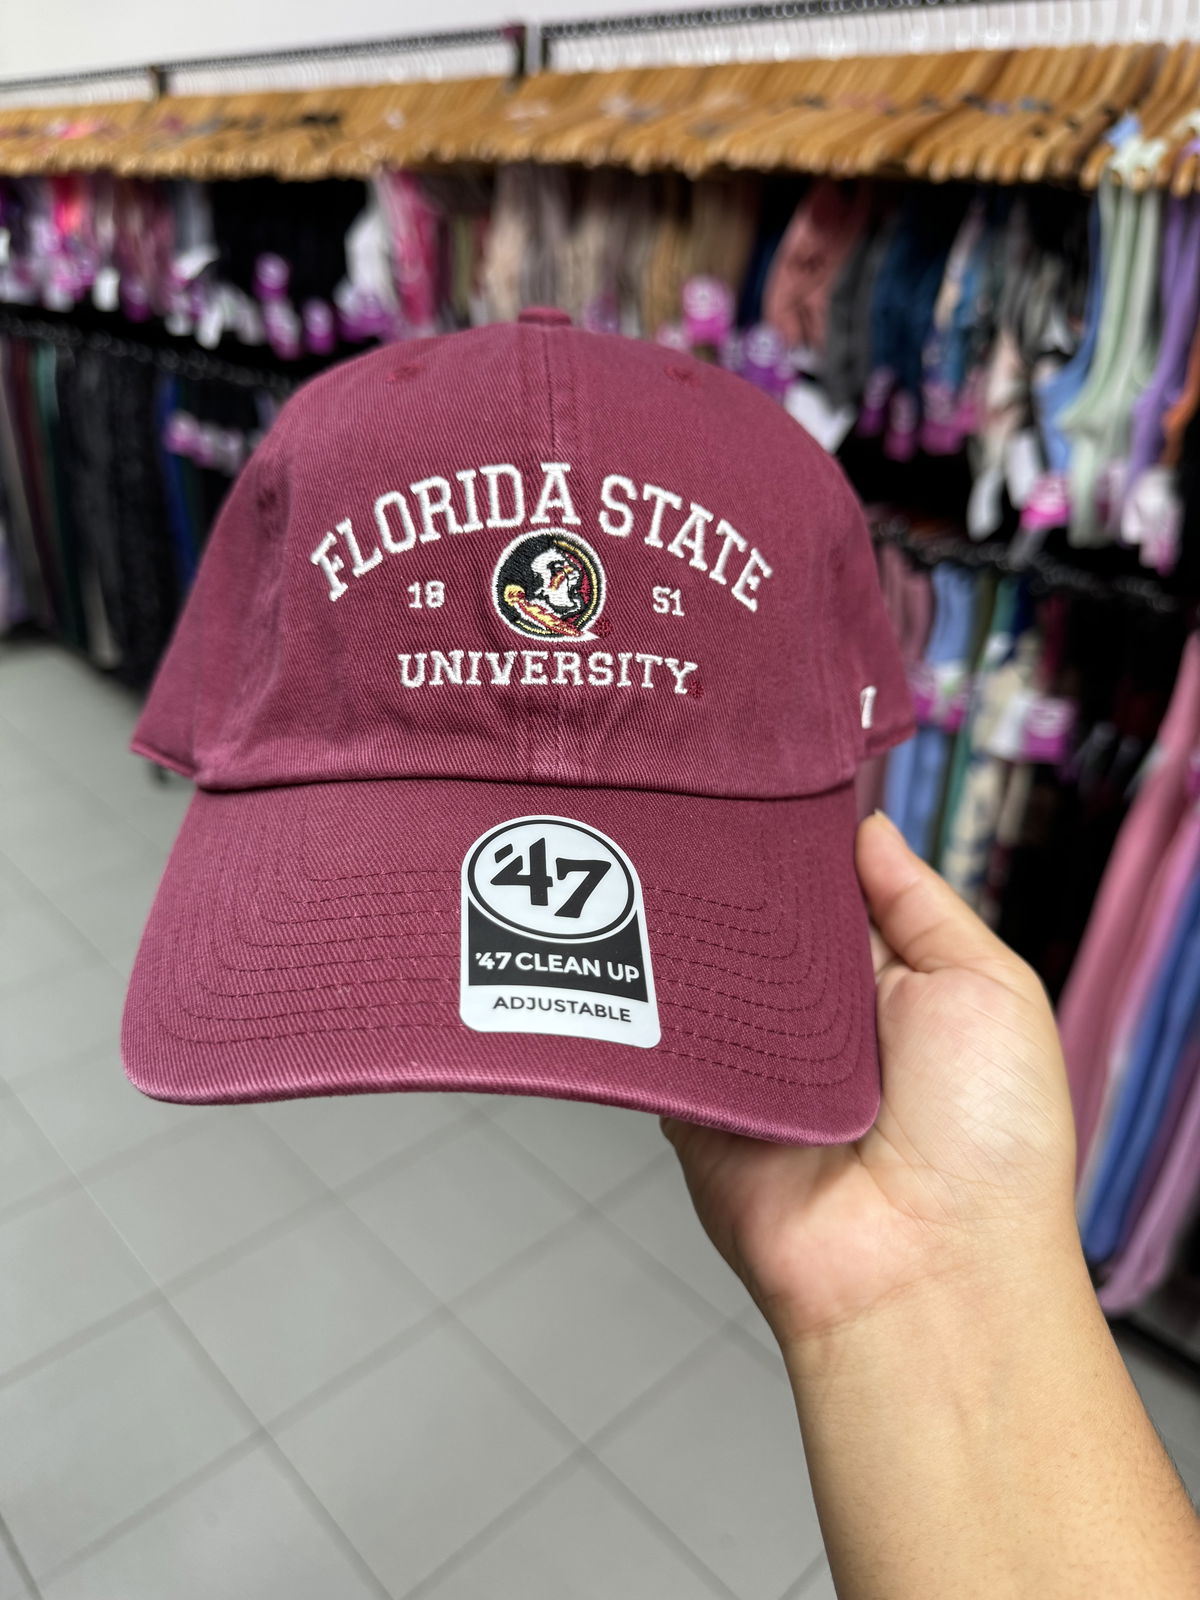 FLORIDA STATE
18 51
UNIVERSITY
'47
'47 CLEAN UP
ADJUSTABLE